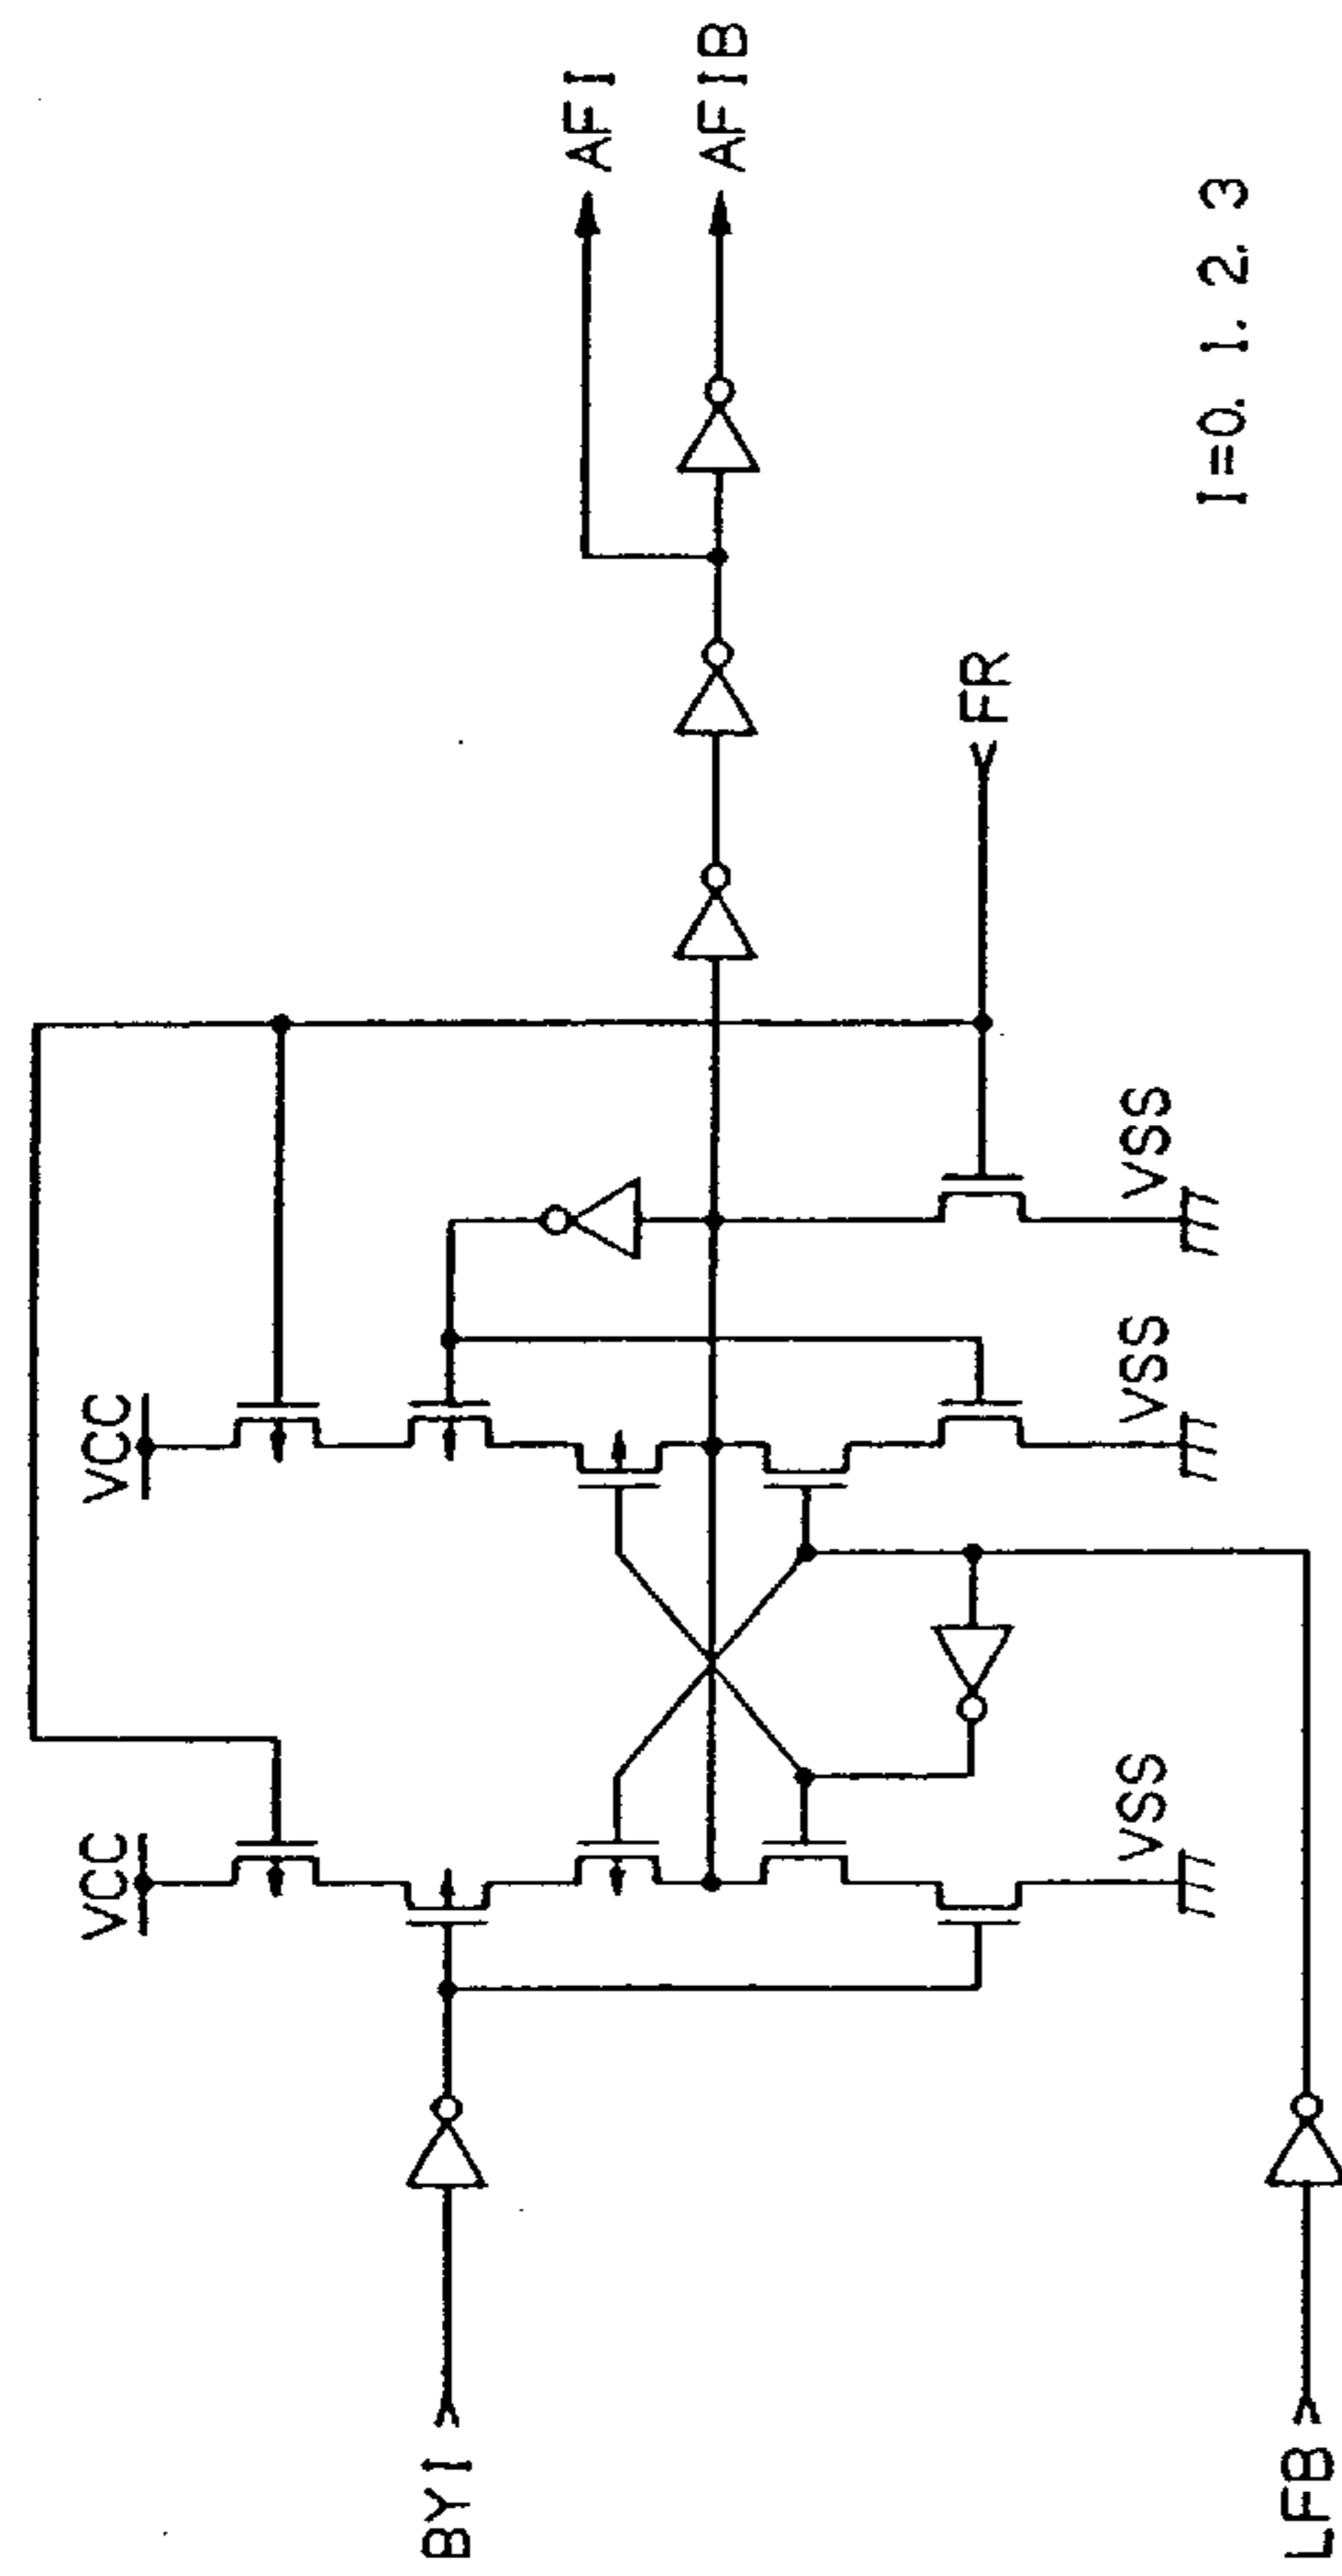 VCC
VCC
AFI
AFIB
BYI
FR
VSS
VSS
VSS
LFB
I=0. 1. 2. 3